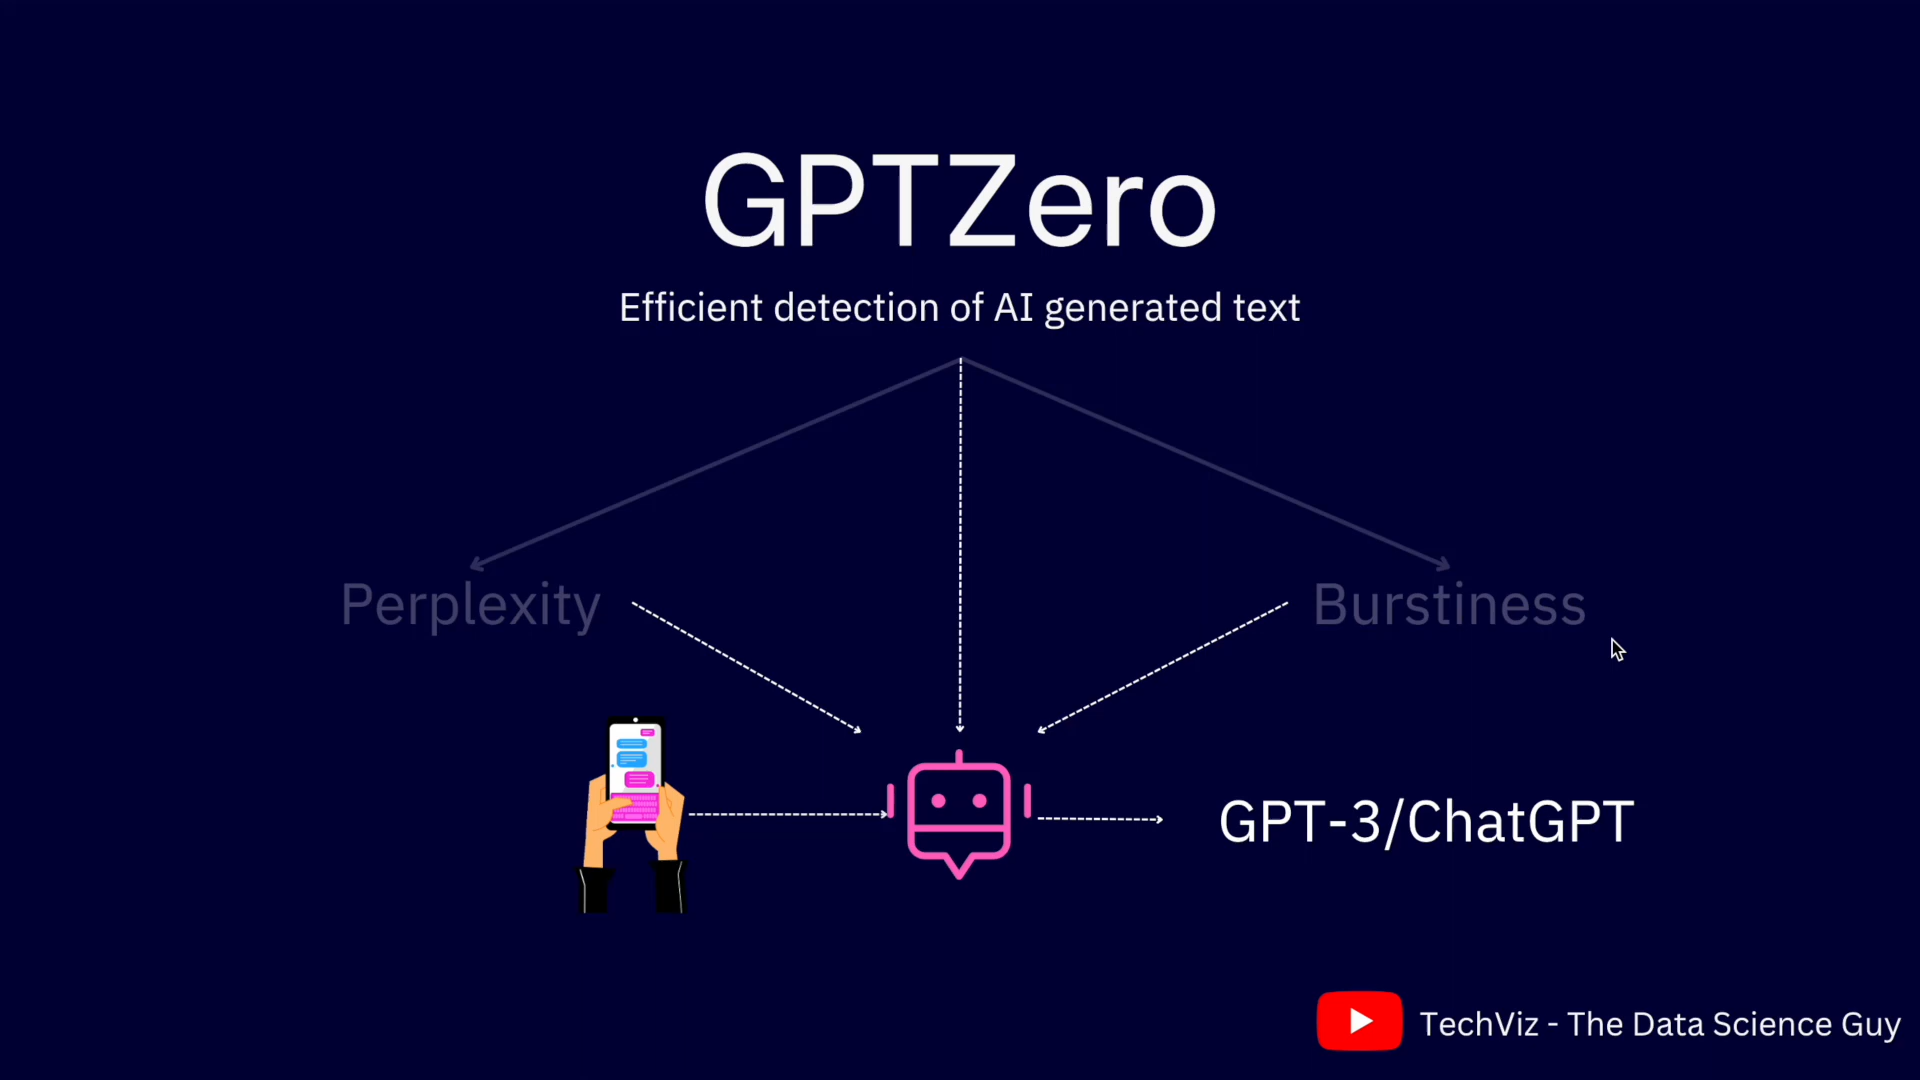 GPTZero
Efficient detection of AI generated text
Perplexity
Burstiness
GPT-3/ChatGPT
TechViz - The Data Science Guy